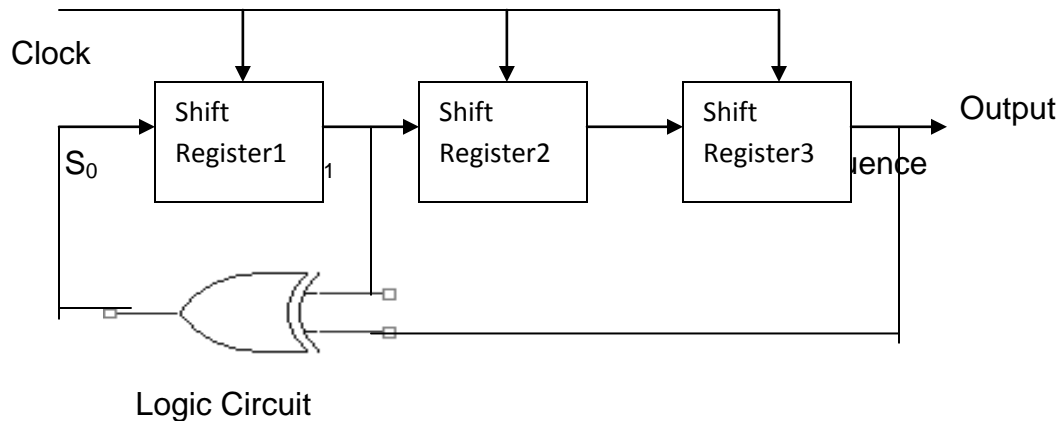 Clock
Shift
Register1
Shift
Register2
Shift
Register3
Output
S₀
1
uence
Logic Circuit